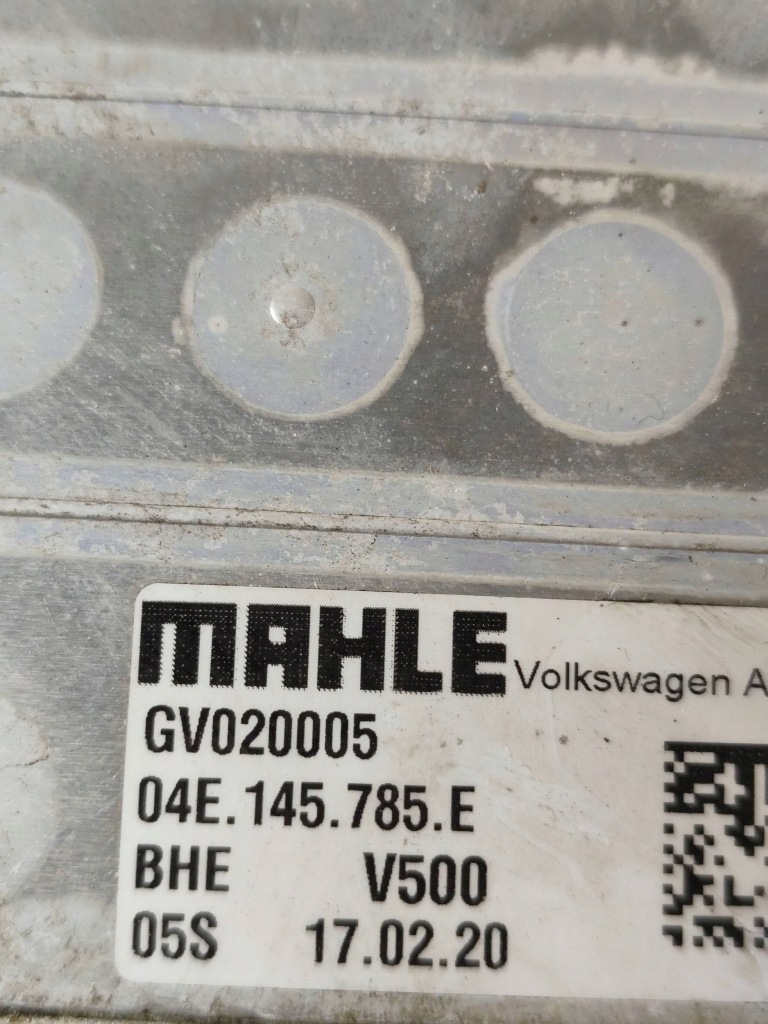 MAHLE Volkswagen A
GV020005
04E.145.785.E
BHE V500
05S 17.02.20